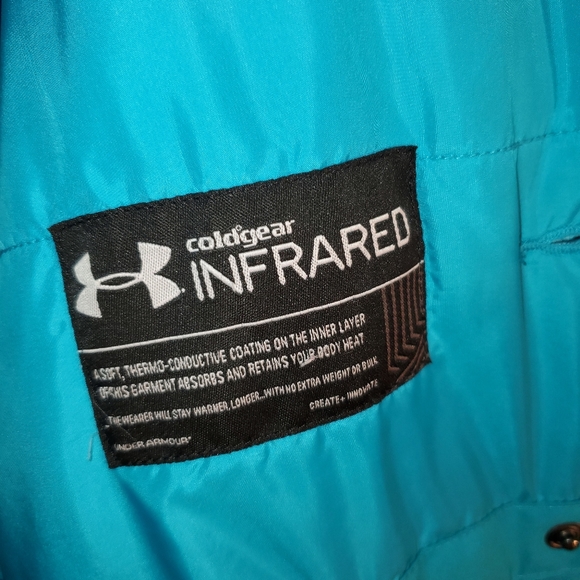 coldgear
INFRARED
A SOFT, THERMO-CONDUCTIVE COATING ON THE INNER LAYER
OF THIS GARMENT ABSORBS AND RETAINS YOUR BODY HEAT
THE WEARER WILL STAY WARMER, LONGER...WITH NO EXTRA WEIGHT OR BULK
CREATE + INNOVATE
UNDER ARMOUR